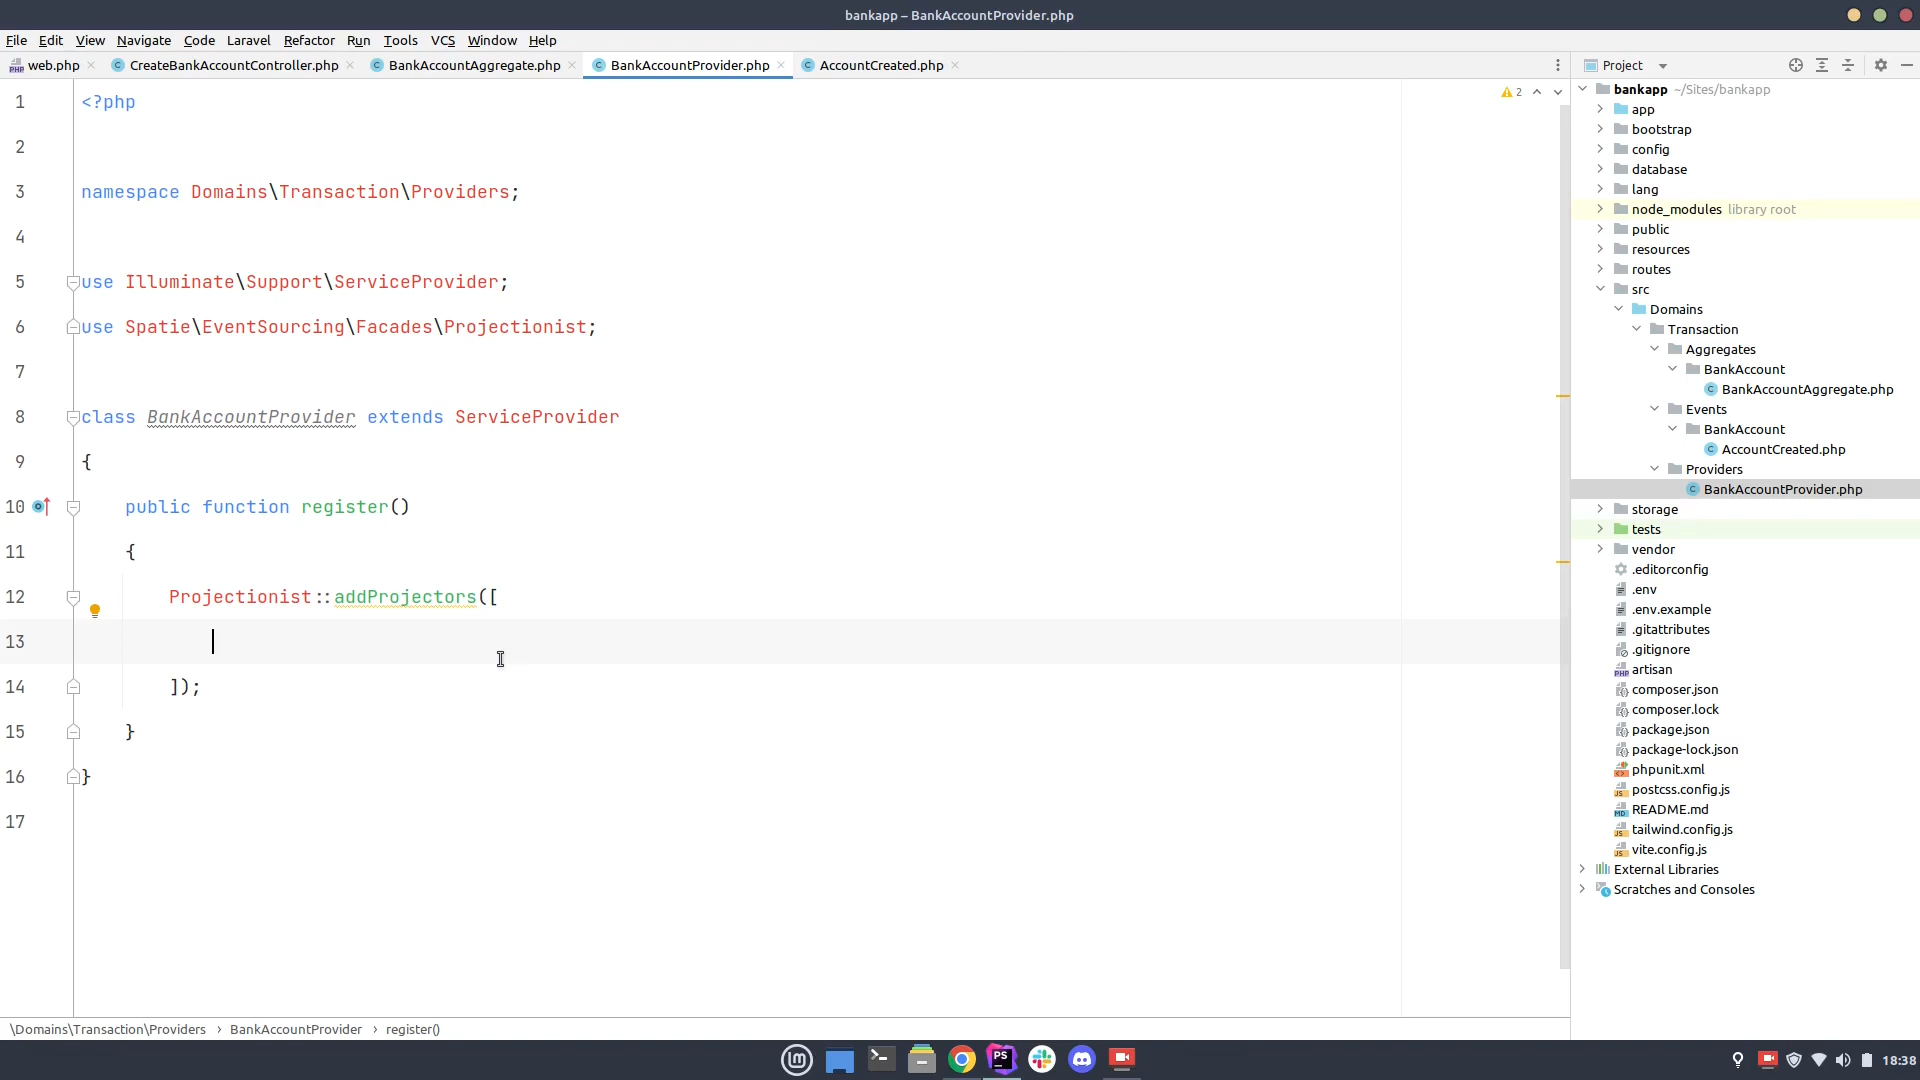 bankapp – BankAccountProvider.php
File Edit View Navigate Code Laravel Refactor Run Tools VCS Window Help
web.php CreateBankAccountController.php BankAccountAggregate.php BankAccountProvider.php AccountCreated.php
Project
2
1 <?php
2
3 namespace Domains\Transaction\Providers;
4
5 use Illuminate\Support\ServiceProvider;
6 use Spatie\EventSourcing\Facades\Projectionist;
7
8 class BankAccountProvider extends ServiceProvider
9 {
10 public function register()
11 {
12 Projectionist::addProjectors([
13
14 ]);
15 }
16 }
17
bankapp ~/Sites/bankapp
app
bootstrap
config
database
lang
node_modules library root
public
resources
routes
src
Domains
Transaction
Aggregates
BankAccount
BankAccountAggregate.php
Events
BankAccount
AccountCreated.php
Providers
BankAccountProvider.php
storage
tests
vendor
.editorconfig
.env
.env.example
.gitattributes
.gitignore
artisan
composer.json
composer.lock
package.json
package-lock.json
phpunit.xml
postcss.config.js
README.md
tailwind.config.js
vite.config.js
External Libraries
Scratches and Consoles
\Domains\Transaction\Providers › BankAccountProvider › register()
PS
18:38